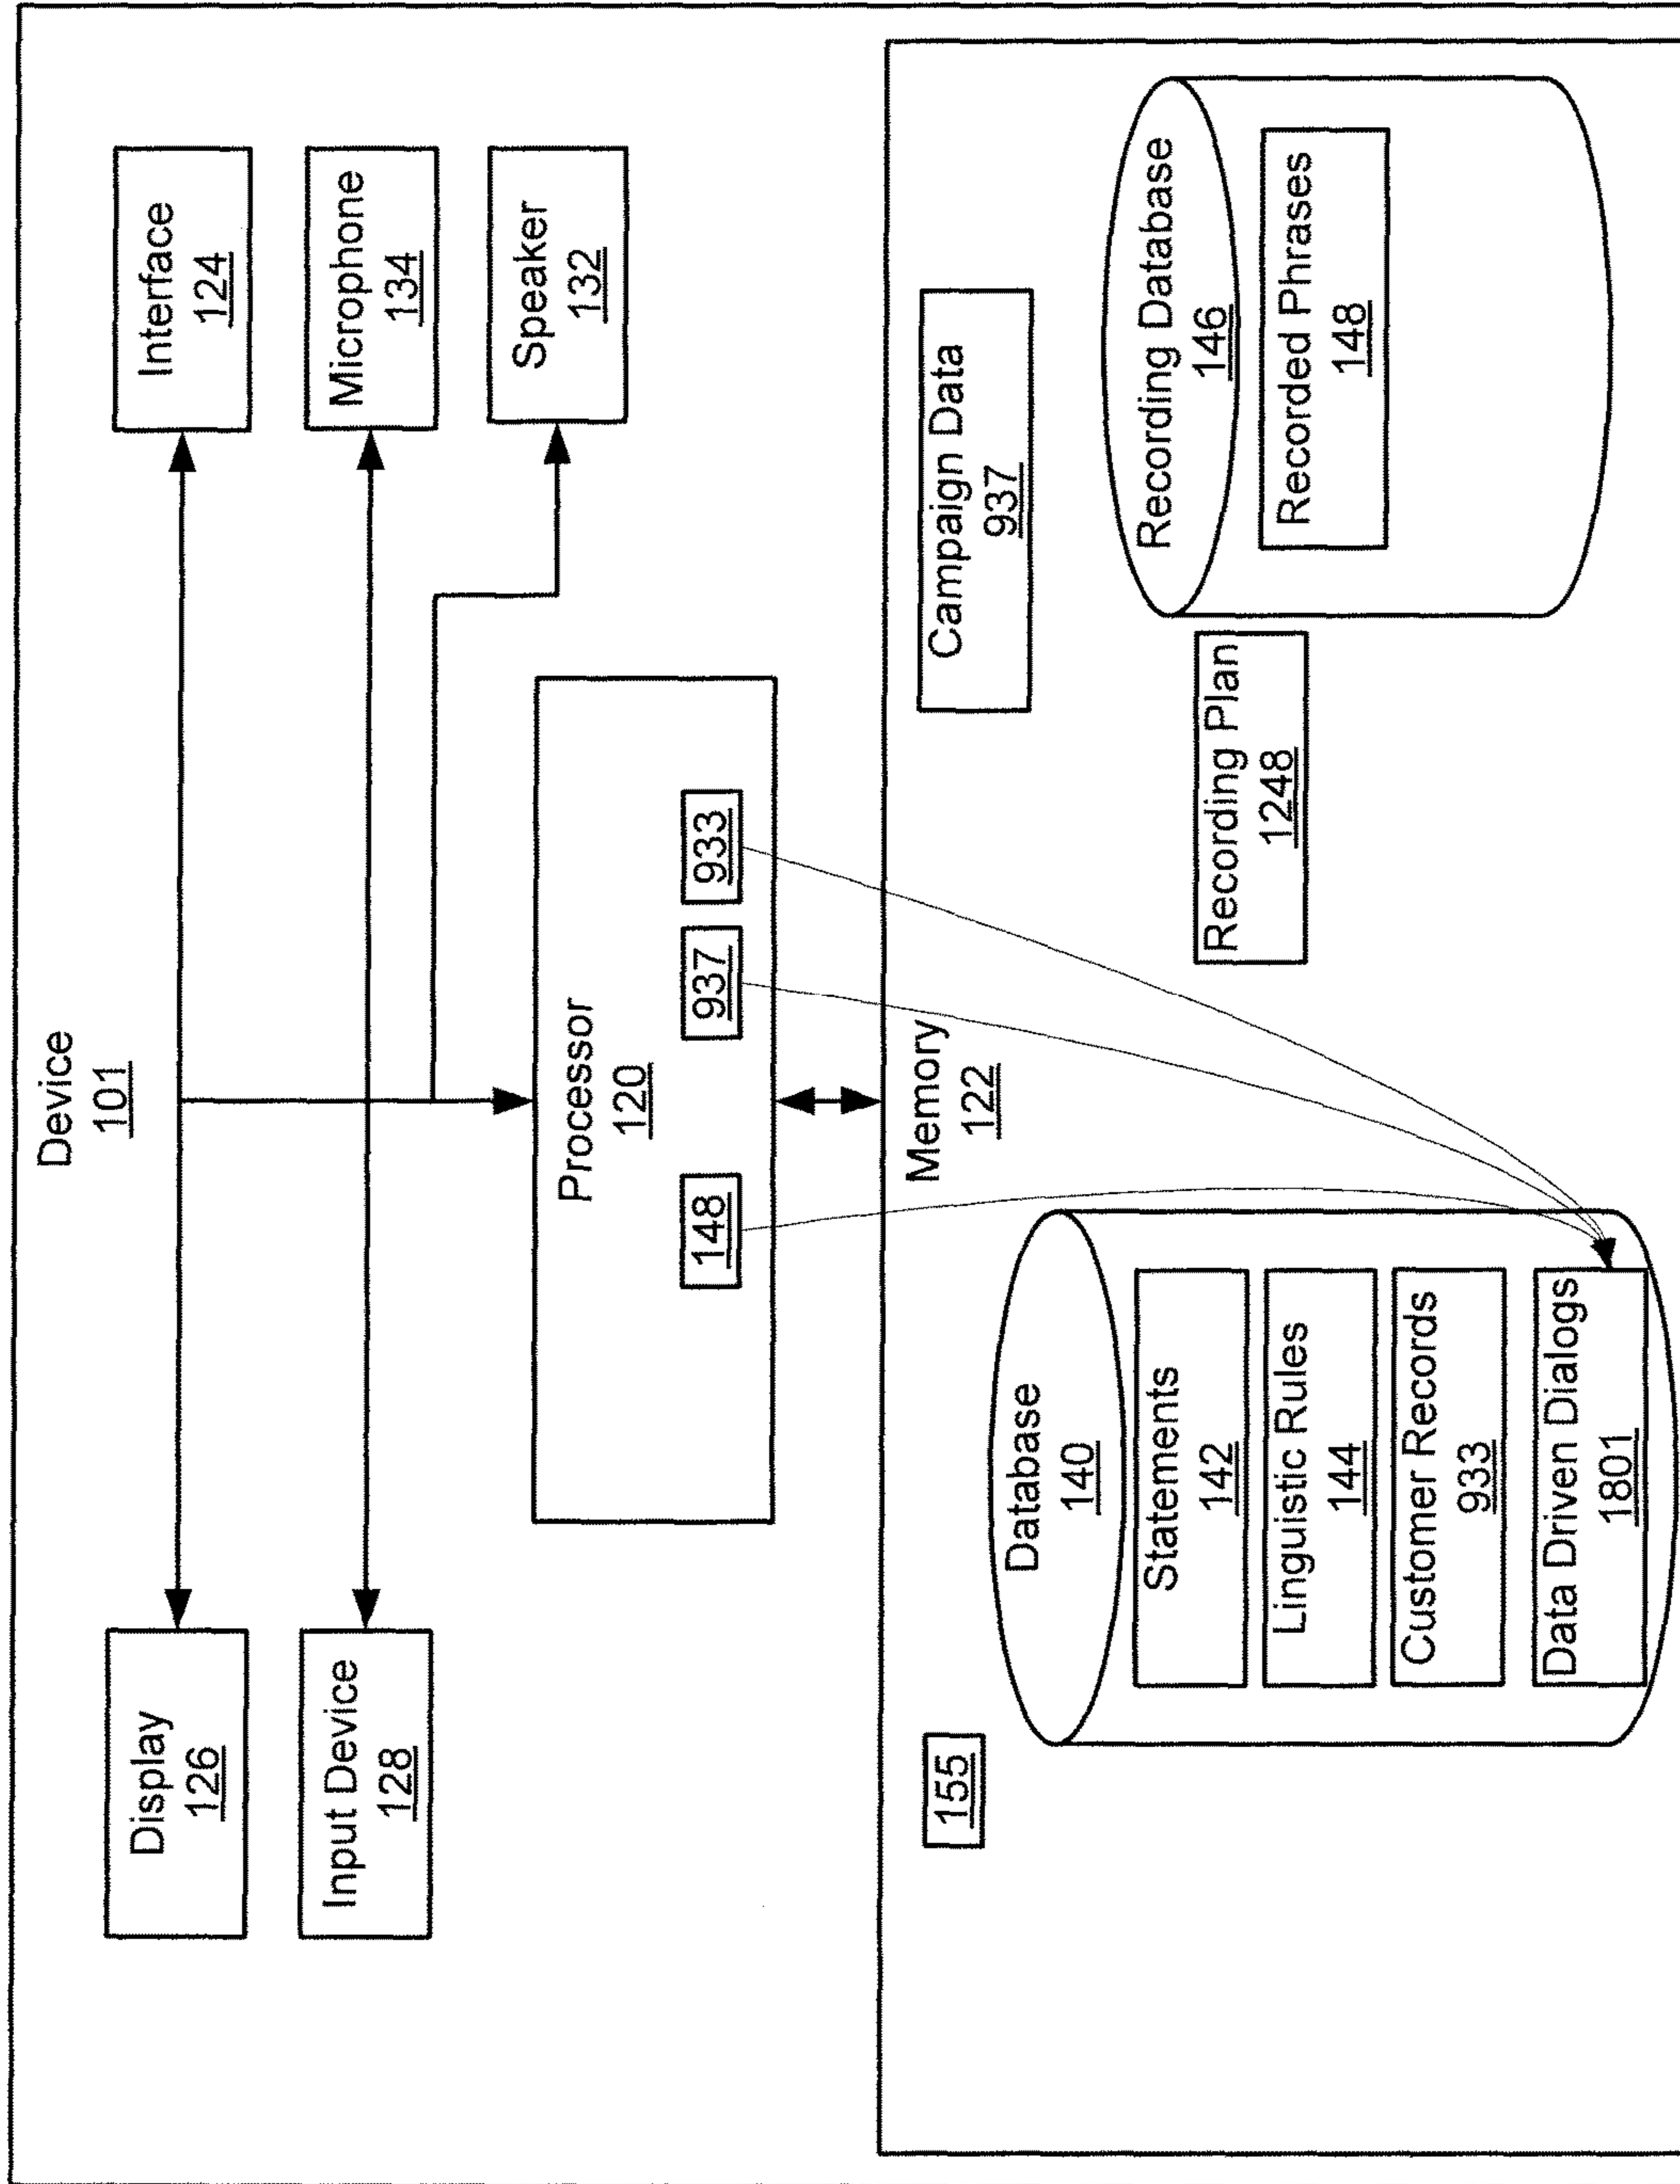 Device
101
Display
126
Interface
124
Input Device
128
Microphone
134
Speaker
132
Processor
120
148
937
933
Memory
122
155
Campaign Data
937
Database
140
Statements
142
Linguistic Rules
144
Customer Records
933
Data Driven Dialogs
1801
Recording Plan
1248
Recording Database
146
Recorded Phrases
148